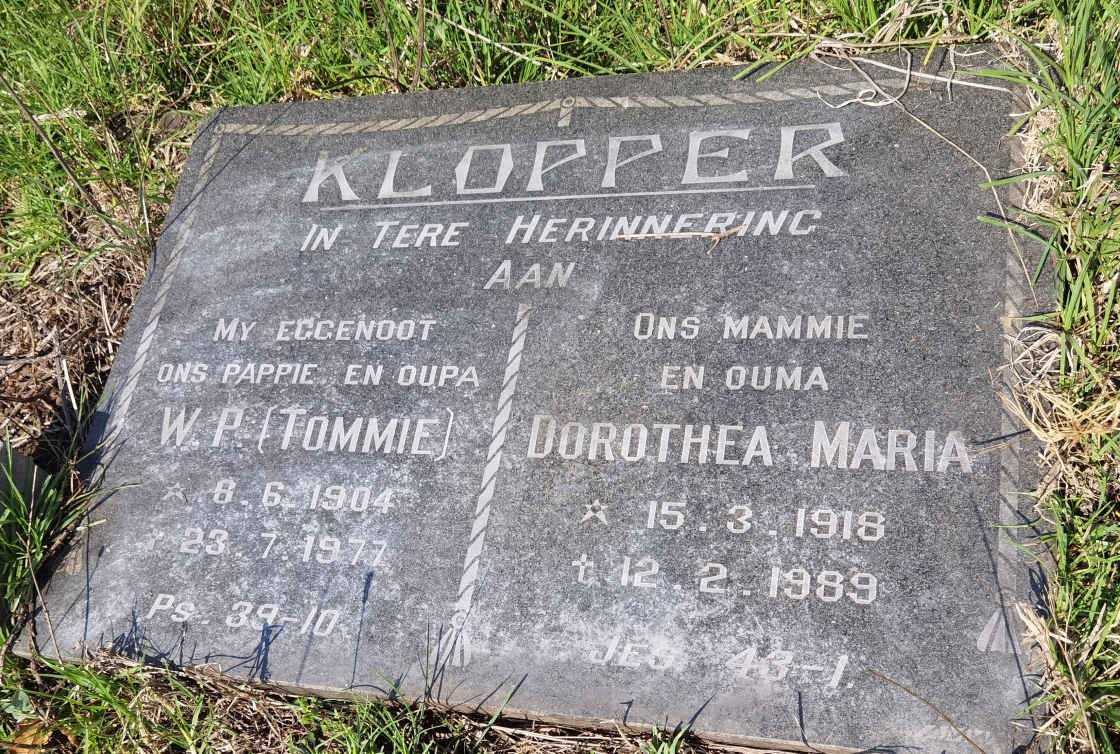 KLOPPER
IN TERE HERINNERING
AAN
MY EGGENOOT
ONS PAPPIE EN OUPA
W.P. (TOMMIE)
☆ 8.6.1904
† 23.7.1977
PS. 39-10.
ONS MAMMIE
EN OUMA
DOROTHEA MARIA
☆ 15.3.1918
† 12.2.1989
JES 43-1.